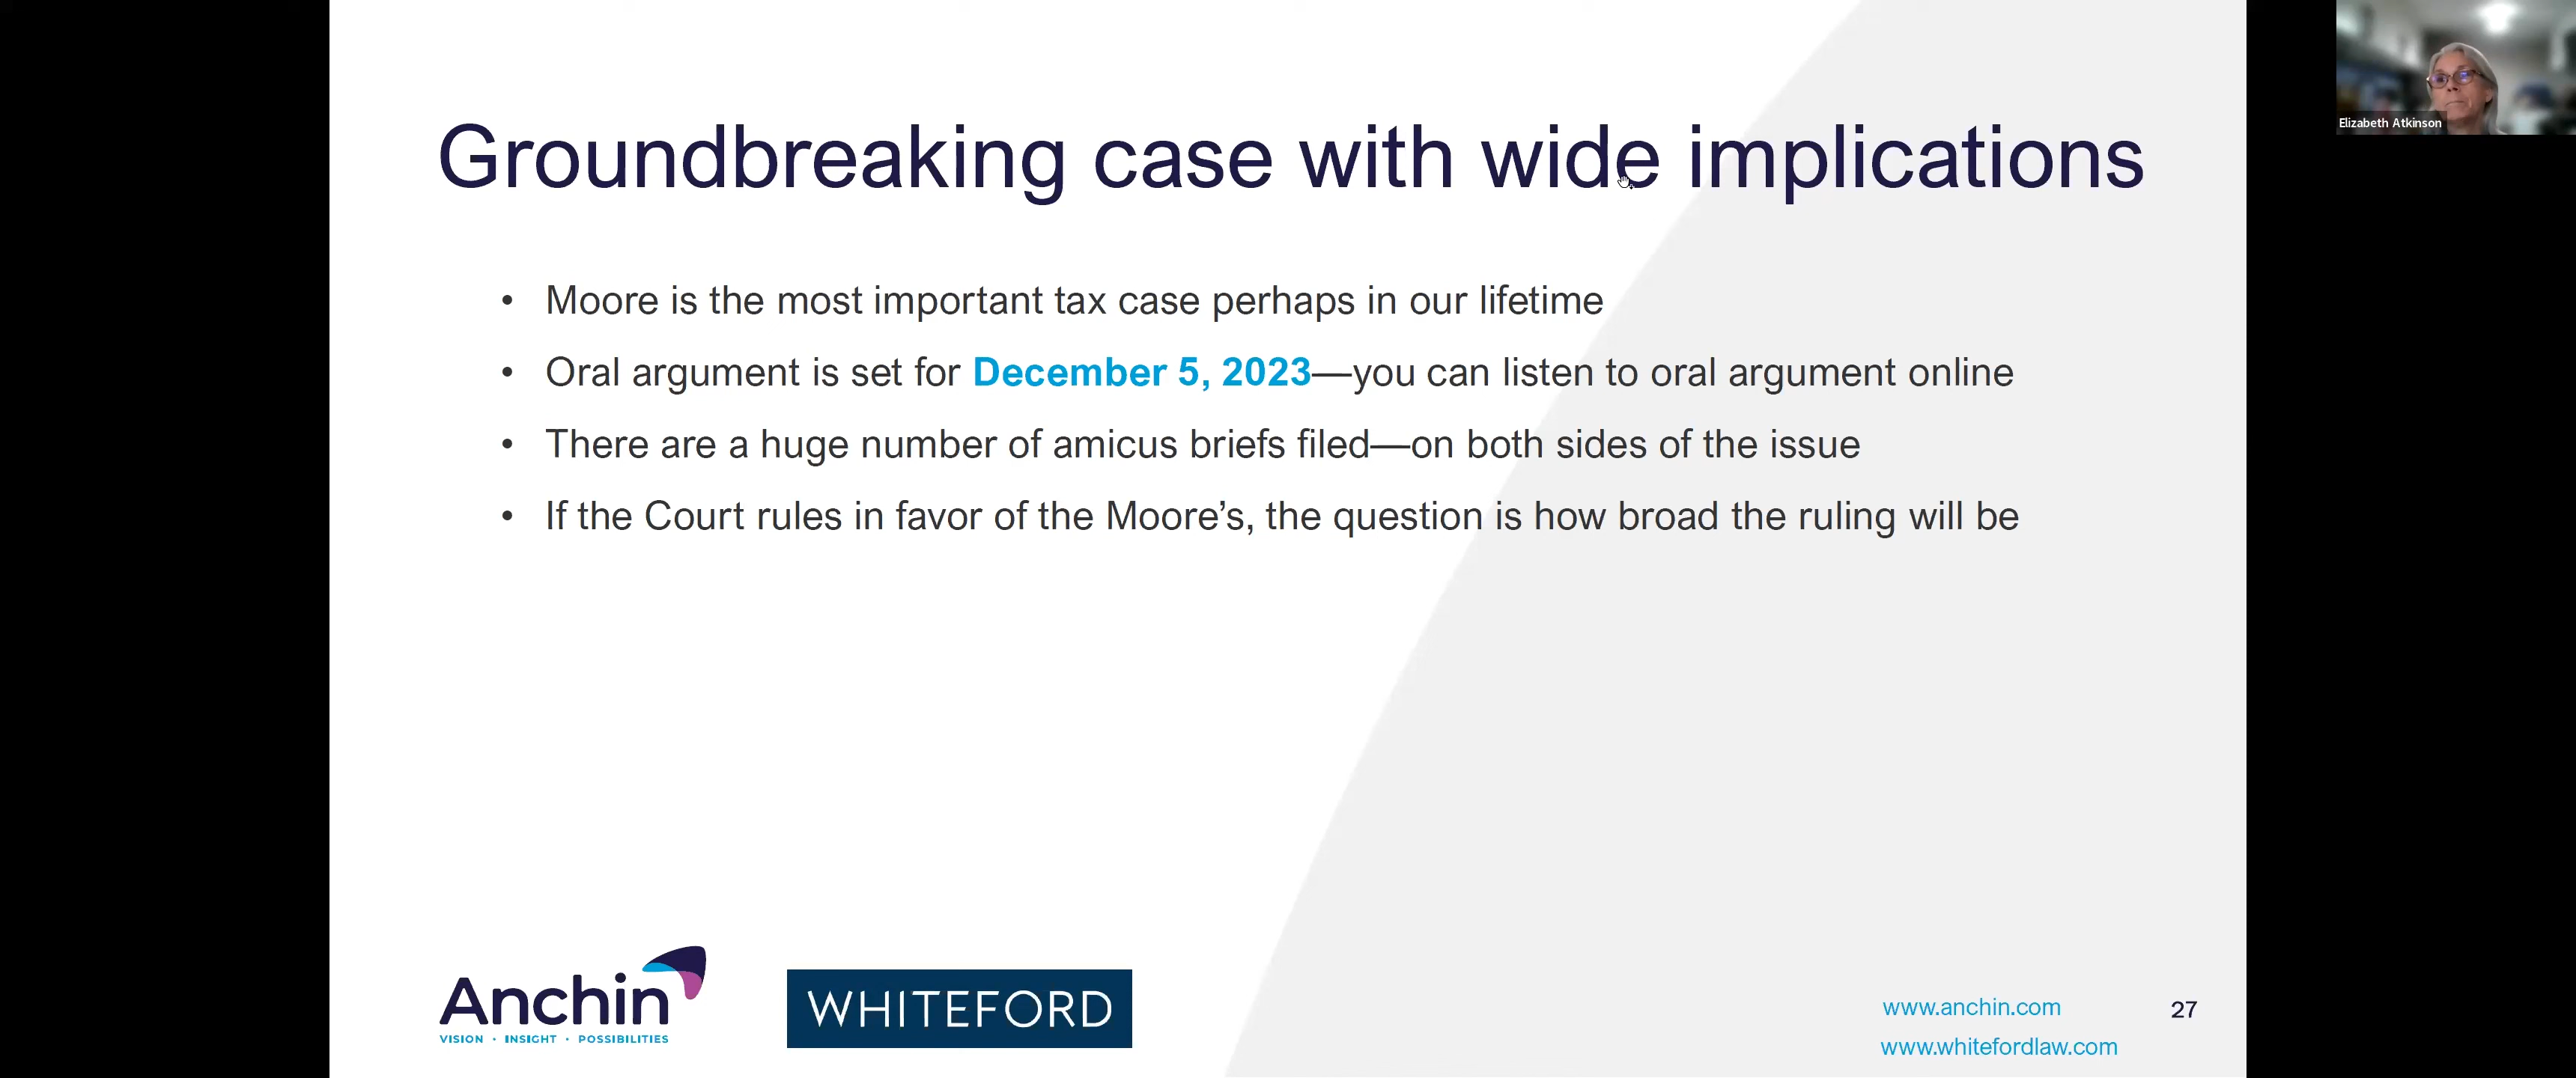 Elizabeth Atkinson
Groundbreaking case with wide implications
• Moore is the most important tax case perhaps in our lifetime
• Oral argument is set for December 5, 2023—you can listen to oral argument online
• There are a huge number of amicus briefs filed—on both sides of the issue
• If the Court rules in favor of the Moore’s, the question is how broad the ruling will be
Anchin
VISION · INSIGHT · POSSIBILITIES
WHITEFORD
www.anchin.com
27
www.whitefordlaw.com